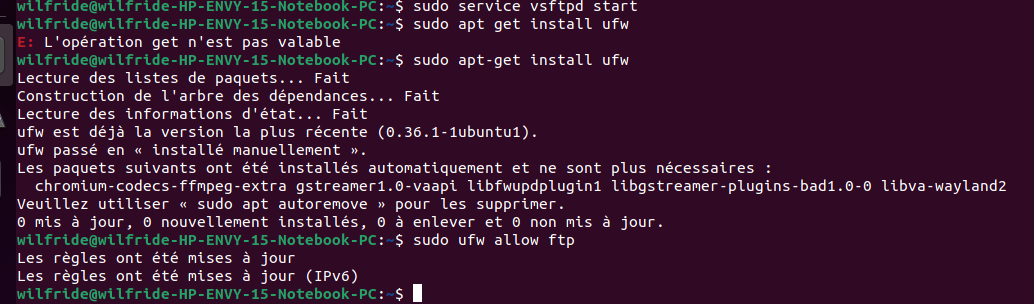 wilfride@wilfride-HP-ENVY-15-Notebook-PC:~$ sudo service vsftpd start
wilfride@wilfride-HP-ENVY-15-Notebook-PC:~$ sudo apt get install ufw
E: L'opération get n'est pas valable
wilfride@wilfride-HP-ENVY-15-Notebook-PC:~$ sudo apt-get install ufw
Lecture des listes de paquets... Fait
Construction de l'arbre des dépendances... Fait
Lecture des informations d'état... Fait
ufw est déjà la version la plus récente (0.36.1-1ubuntu1).
ufw passé en « installé manuellement ».
Les paquets suivants ont été installés automatiquement et ne sont plus nécessaires :
  chromium-codecs-ffmpeg-extra gstreamer1.0-vaapi libfwupdplugin1 libgstreamer-plugins-bad1.0-0 libva-wayland2
Veuillez utiliser « sudo apt autoremove » pour les supprimer.
0 mis à jour, 0 nouvellement installés, 0 à enlever et 0 non mis à jour.
wilfride@wilfride-HP-ENVY-15-Notebook-PC:~$ sudo ufw allow ftp
Les règles ont été mises à jour
Les règles ont été mises à jour (IPv6)
wilfride@wilfride-HP-ENVY-15-Notebook-PC:~$